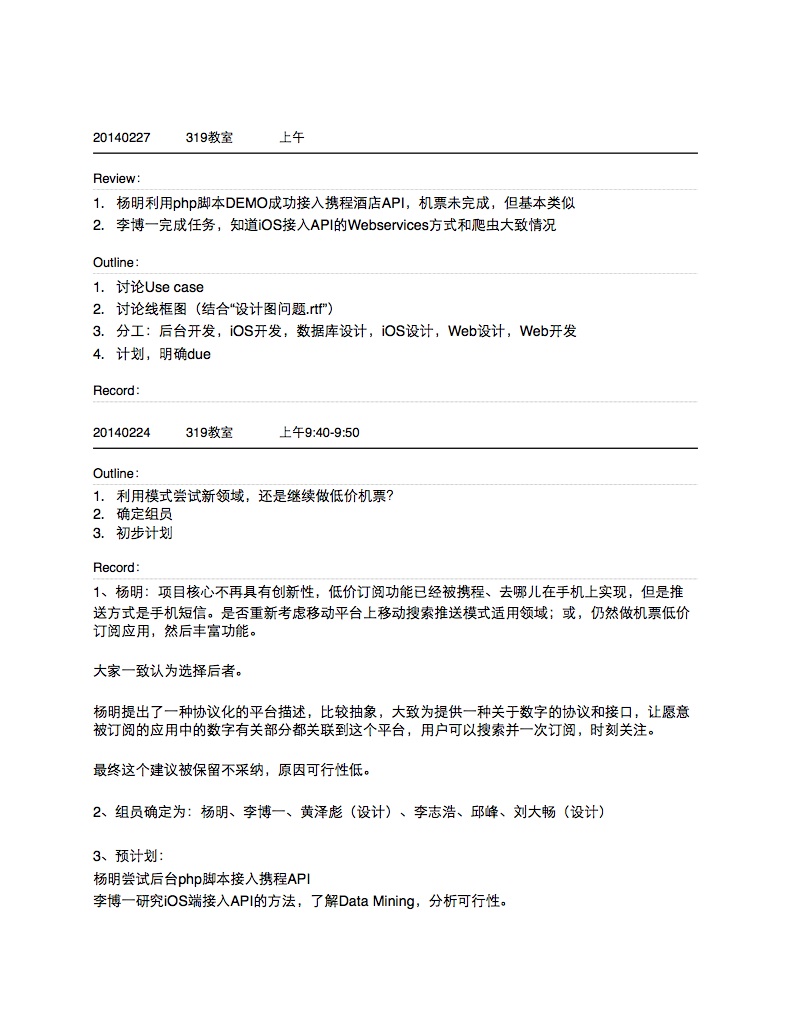 20140227 319教室 上午
Review：
1. 杨明利用php脚本DEMO成功接入携程酒店API，机票未完成，但基本类似
2. 李博一完成任务，知道iOS接入API的Webservices方式和爬虫大致情况
Outline：
1. 讨论Use case
2. 讨论线框图（结合“设计图问题.rtf”）
3. 分工：后台开发，iOS开发，数据库设计，iOS设计，Web设计，Web开发
4. 计划，明确due
Record：
20140224 319教室 上午9:40-9:50
Outline：
1. 利用模式尝试新领域，还是继续做低价机票？
2. 确定组员
3. 初步计划
Record：
1、杨明：项目核心不再具有创新性，低价订阅功能已经被携程、去哪儿在手机上实现，但是推
送方式是手机短信。是否重新考虑移动平台上移动搜索推送模式适用领域；或，仍然做机票低价
订阅应用，然后丰富功能。
大家一致认为选择后者。
杨明提出了一种协议化的平台描述，比较抽象，大致为提供一种关于数字的协议和接口，让愿意
被订阅的应用中的数字有关部分都关联到这个平台，用户可以搜索并一次订阅，时刻关注。
最终这个建议被保留不采纳，原因可行性低。
2、组员确定为：杨明、李博一、黄泽彪（设计）、李志浩、邱峰、刘大畅（设计）
3、预计划：
杨明尝试后台php脚本接入携程API
李博一研究iOS端接入API的方法，了解Data Mining，分析可行性。